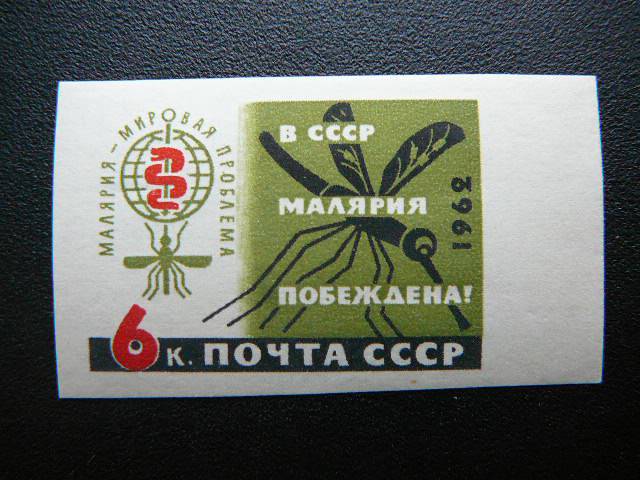 МАЛЯРИЯ – МИРОВАЯ ПРОБЛЕМА
В СССР
МАЛЯРИЯ
ПОБЕЖДЕНА!
1962
6 к. ПОЧТА СССР